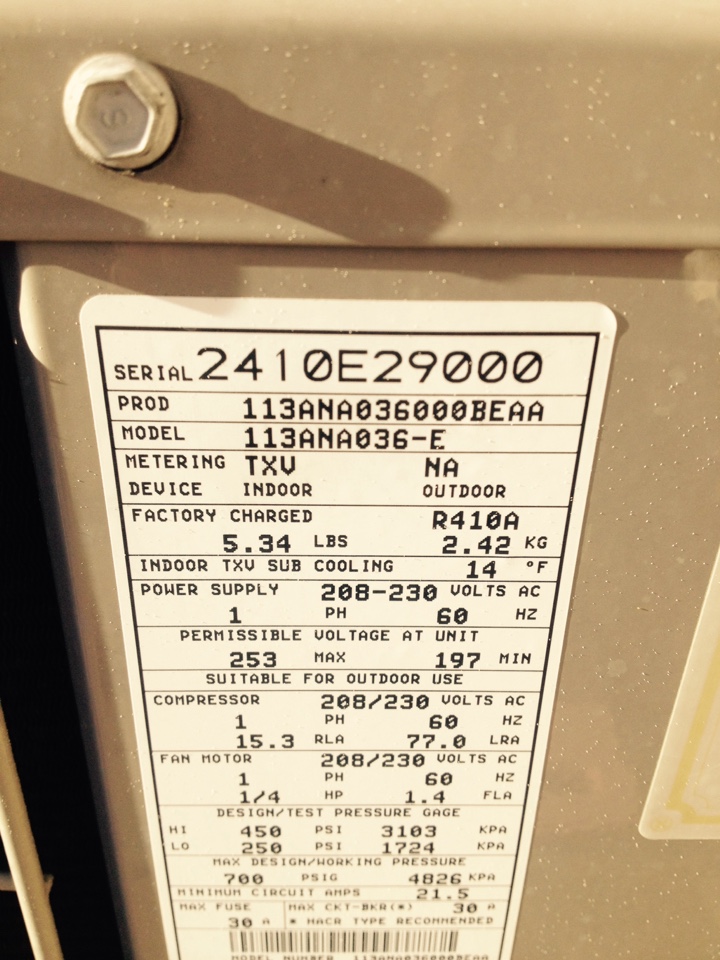 SERIAL 2410E29000
PROD 113ANA036000BEAA
MODEL 113ANA036-E
METERING TXV NA
DEVICE INDOOR OUTDOOR
FACTORY CHARGED R410A
5.34 LBS 2.42 KG
INDOOR TXV SUB COOLING 14 °F
POWER SUPPLY 208-230 VOLTS AC
1 PH 60 HZ
PERMISSIBLE VOLTAGE AT UNIT
253 MAX 197 MIN
SUITABLE FOR OUTDOOR USE
COMPRESSOR 208/230 VOLTS AC
1 PH 60 HZ
15.3 RLA 77.0 LRA
FAN MOTOR 208/230 VOLTS AC
1 PH 60 HZ
1/4 HP 1.4 FLA
DESIGN/TEST PRESSURE GAGE
HI 450 PSI 3103 KPA
LO 250 PSI 1724 KPA
MAX DESIGN/WORKING PRESSURE
700 PSIG 4826 KPA
MINIMUM CIRCUIT AMPS 21.5
MAX FUSE MAX CKT-BKR(*) 30 A
30 A * HACR TYPE RECOMMENDED
MODEL NUMBER 113ANA036000BEAA